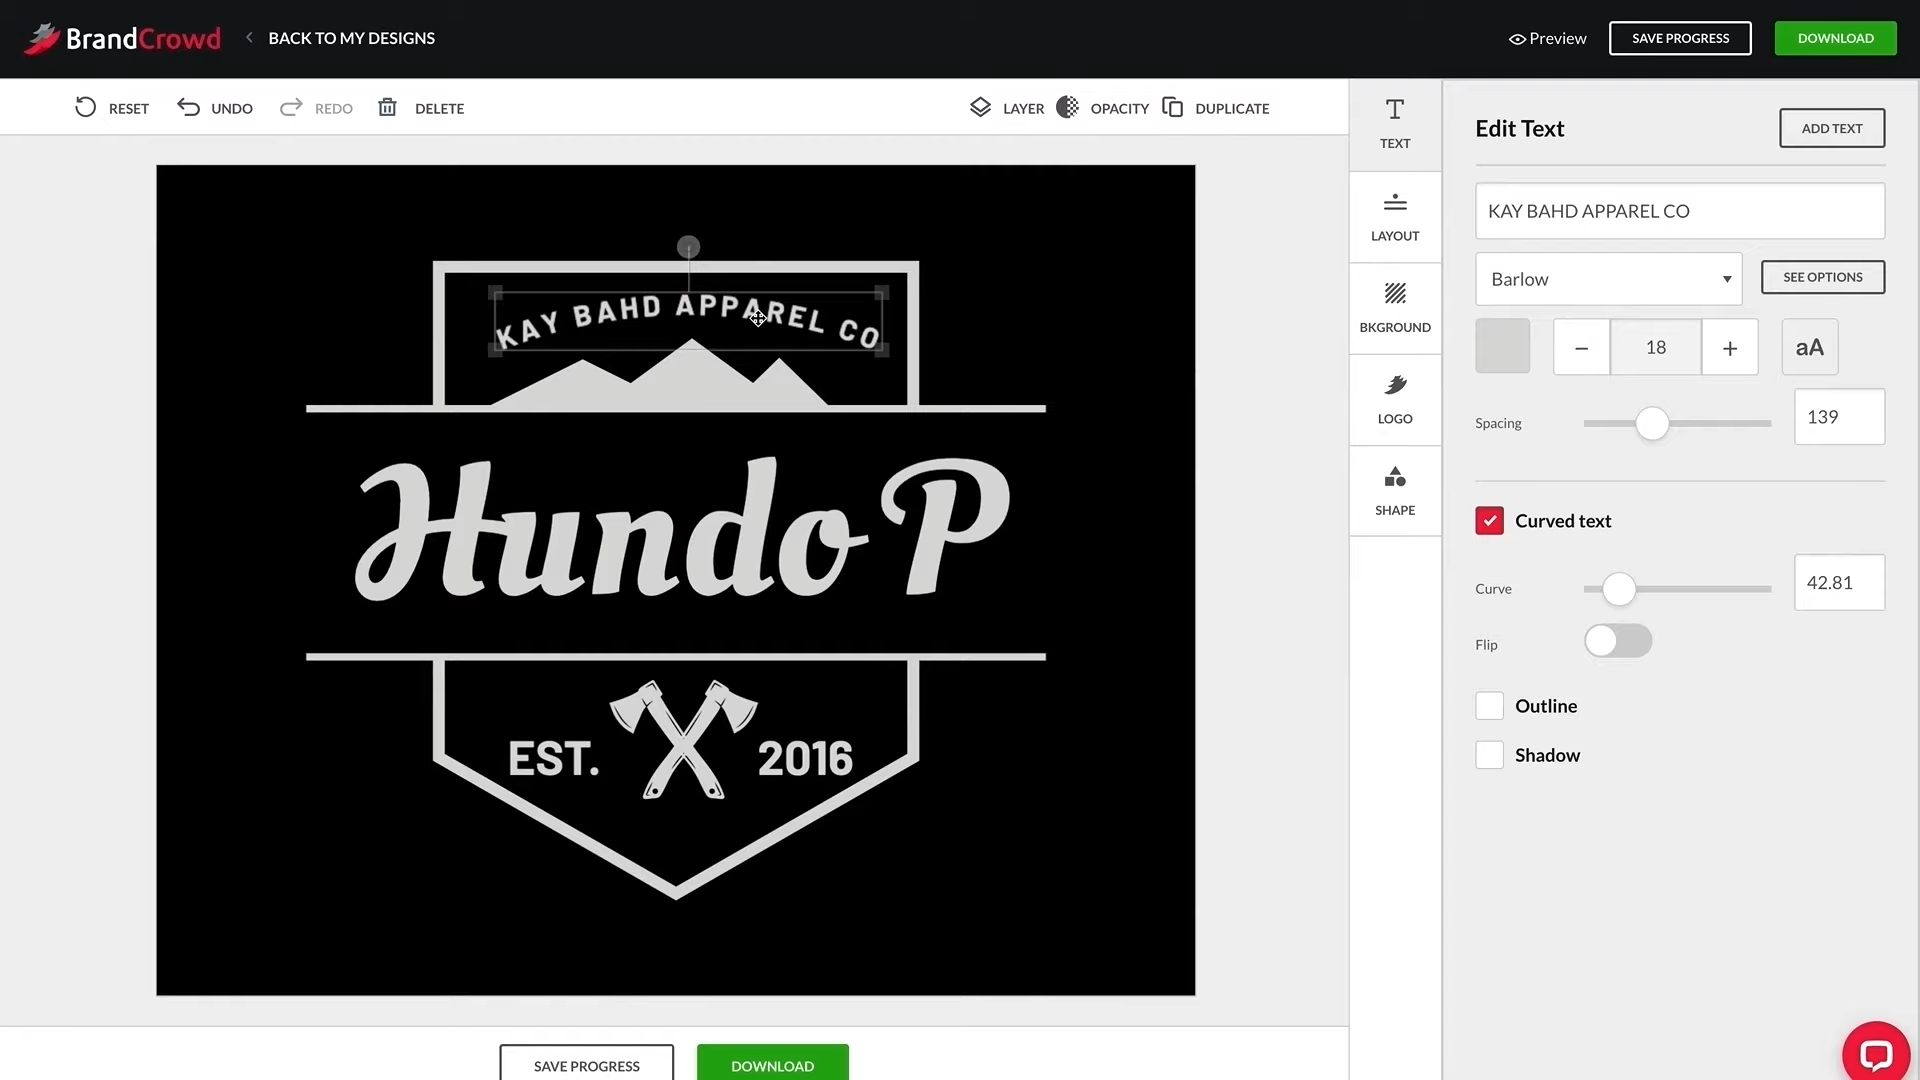 BrandCrowd
BACK TO MY DESIGNS
Preview
SAVE PROGRESS
DOWNLOAD
RESET
UNDO
REDO
DELETE
LAYER
OPACITY
DUPLICATE
KAY BAHD APPAREL CO
Hundo P
EST.
2016
SAVE PROGRESS
DOWNLOAD
TEXT
LAYOUT
BKGROUND
LOGO
SHAPE
Edit Text
ADD TEXT
KAY BAHD APPAREL CO
Barlow
SEE OPTIONS
− 18 +
aA
Spacing
139
Curved text
Curve
42.81
Flip
Outline
Shadow